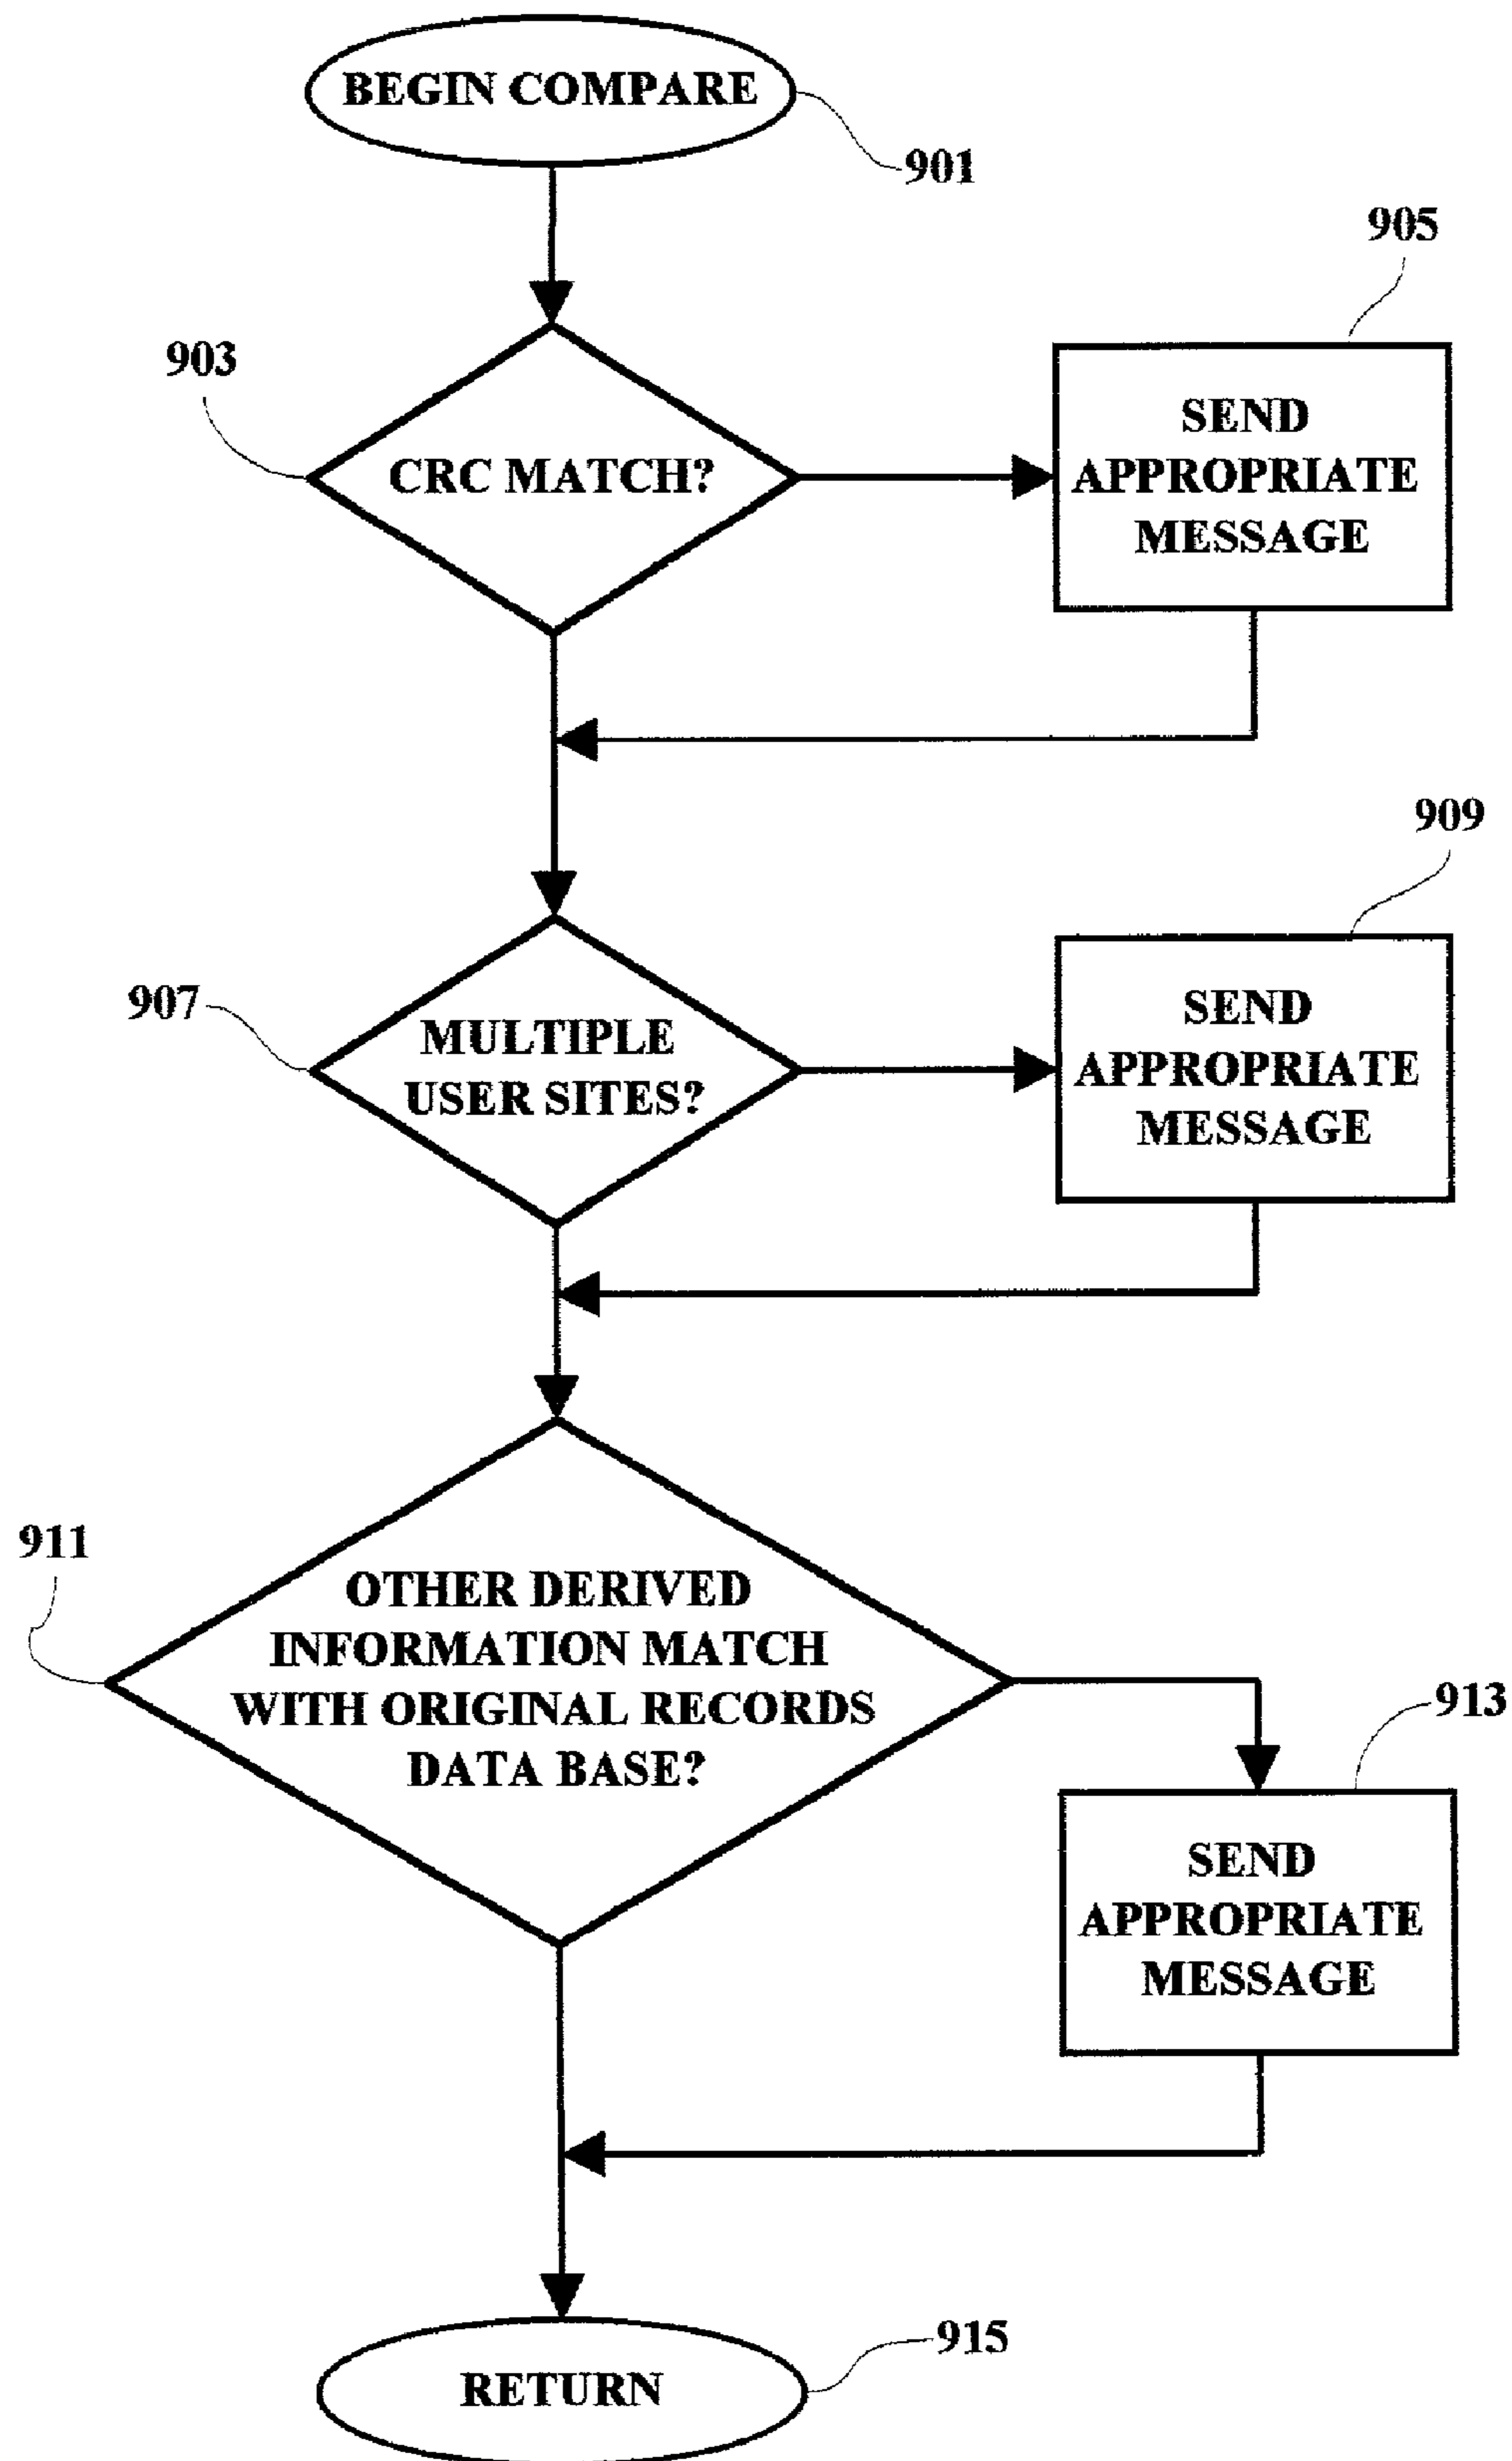 BEGIN COMPARE
901
905
903
CRC MATCH?
SEND
APPROPRIATE
MESSAGE
909
907
MULTIPLE
USER SITES?
SEND
APPROPRIATE
MESSAGE
911
OTHER DERIVED
INFORMATION MATCH
WITH ORIGINAL RECORDS
DATA BASE?
913
SEND
APPROPRIATE
MESSAGE
915
RETURN